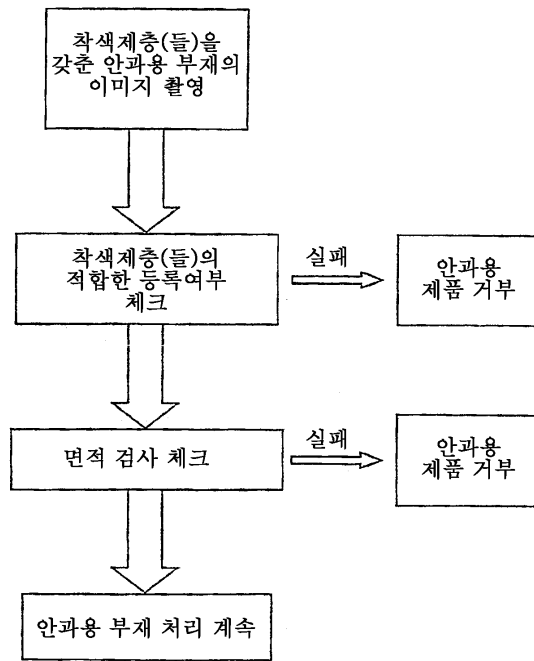 착색제층(들)을
갖춘 안과용 부재의
이미지 촬영
착색제층(들)의
적합한 등록여부
체크
실패
안과용
제품 거부
면적 검사 체크
실패
안과용
제품 거부
안과용 부재 처리 계속